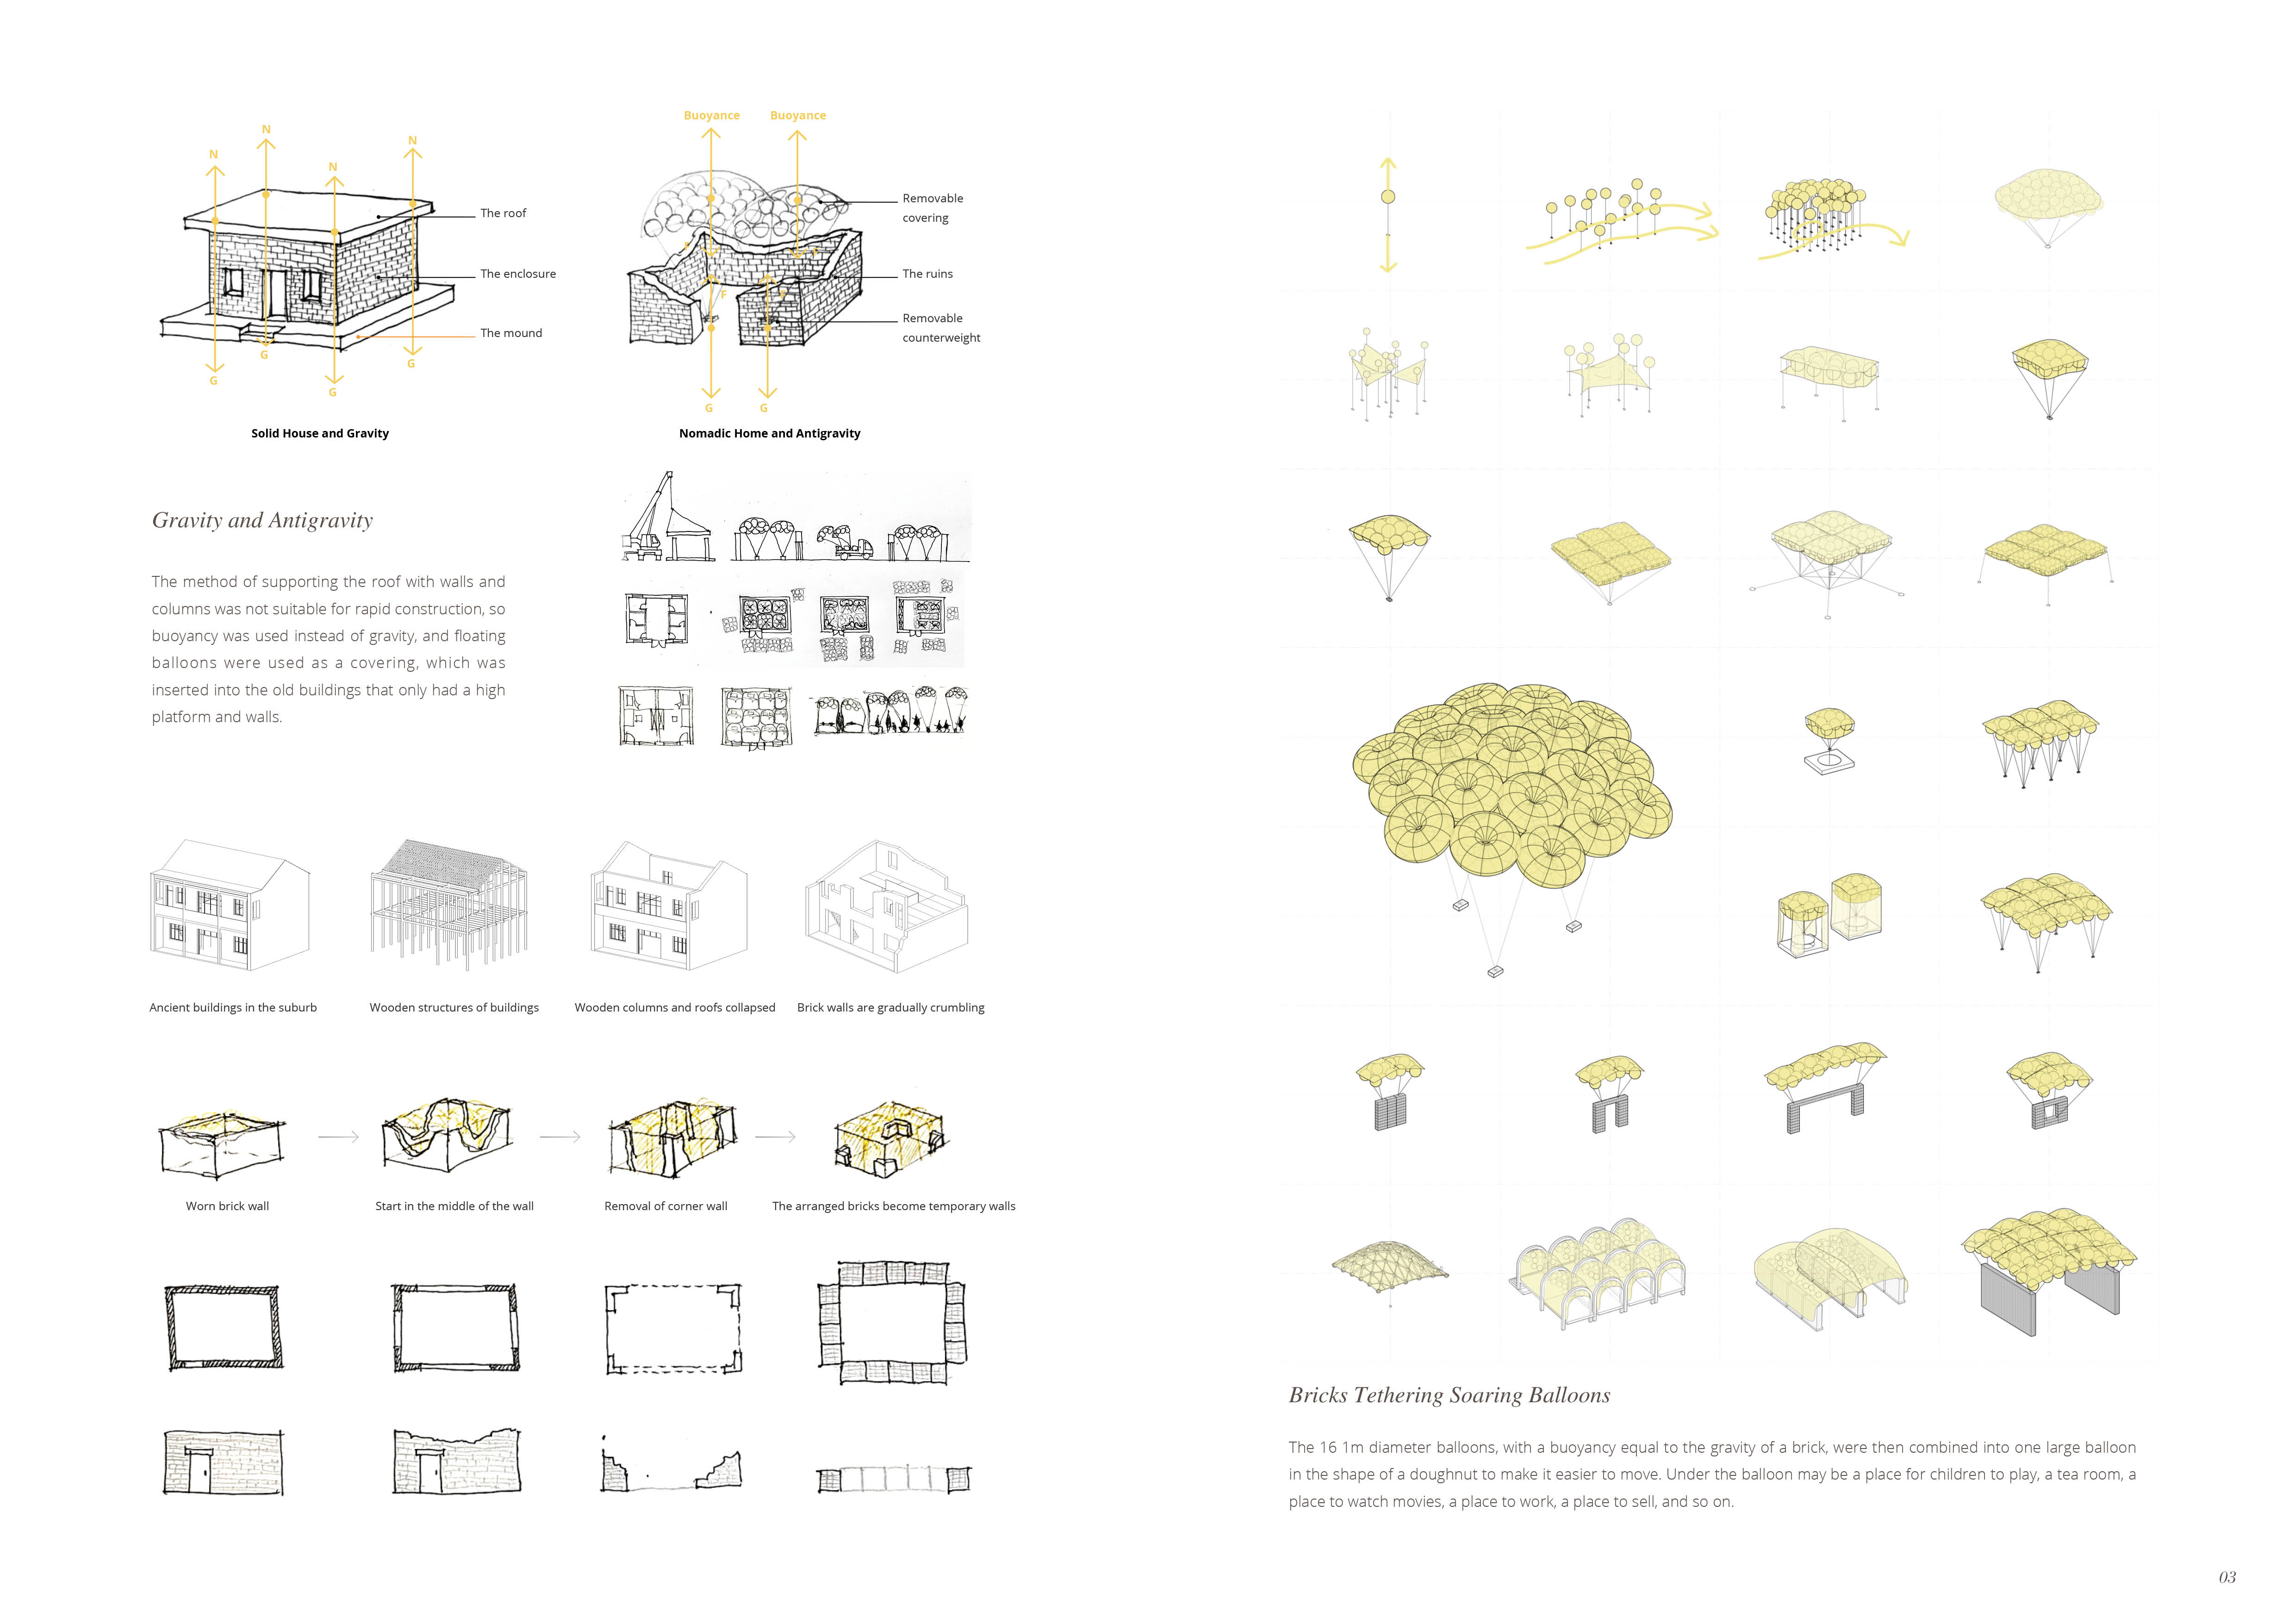 N
N
N
N
The roof
The enclosure
The mound
G
G
G
G
Solid House and Gravity
Buoyance
Buoyance
Removable
covering
The ruins
F
Removable
counterweight
G
G
Nomadic Home and Antigravity
Gravity and Antigravity
The method of supporting the roof with walls and
columns was not suitable for rapid construction, so
buoyancy was used instead of gravity, and floating
balloons were used as a covering, which was
inserted into the old buildings that only had a high
platform and walls.
Ancient buildings in the suburb
Wooden structures of buildings
Wooden columns and roofs collapsed
Brick walls are gradually crumbling
Worn brick wall
Start in the middle of the wall
Removal of corner wall
The arranged bricks become temporary walls
Bricks Tethering Soaring Balloons
The 16 1m diameter balloons, with a buoyancy equal to the gravity of a brick, were then combined into one large balloon
in the shape of a doughnut to make it easier to move. Under the balloon may be a place for children to play, a tea room, a
place to watch movies, a place to work, a place to sell, and so on.
03